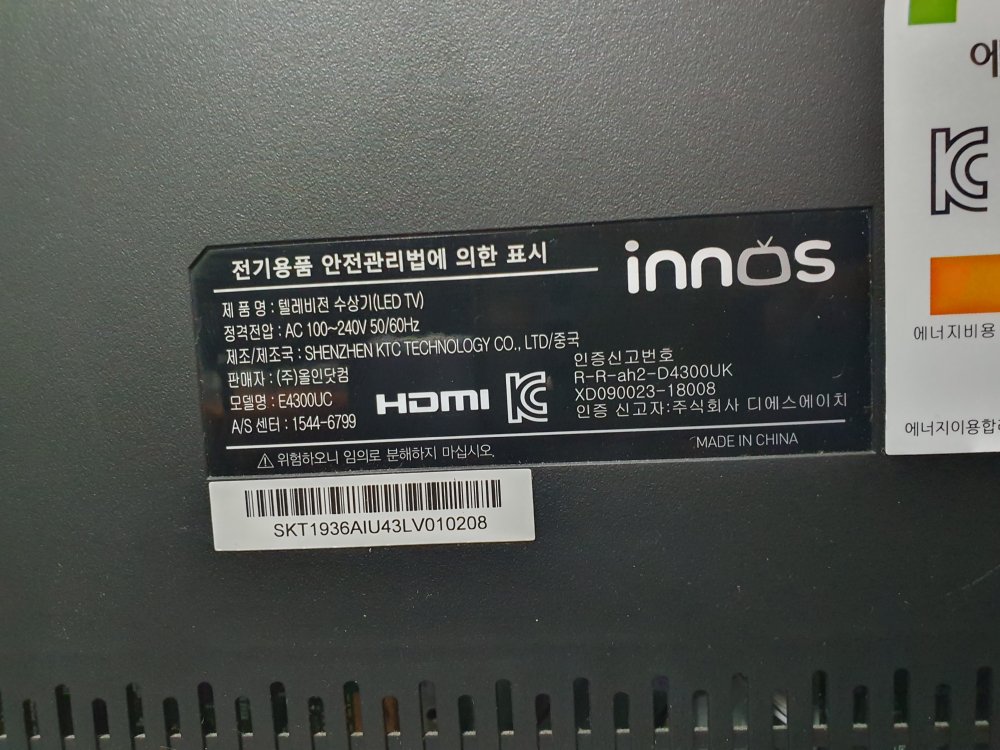 전기용품 안전관리법에 의한 표시
innos
제 품 명 : 텔레비전 수상기(LED TV)
정격전압 : AC 100~240V 50/60Hz
제조/제조국 : SHENZHEN KTC TECHNOLOGY CO., LTD/중국
판매자 : (주)올인닷컴
모델명 : E4300UC
A/S 센터 : 1544-6799
HDMI
KC
인증신고번호
R-R-ah2-D4300UK
XD090023-18008
인증 신고자:주식회사 디에스에이치
⚠ 위험하오니 임의로 분해하지 마십시오.
MADE IN CHINA
SKT1936AIU43LV010208
에
KC
에너지비용
에너지이용합